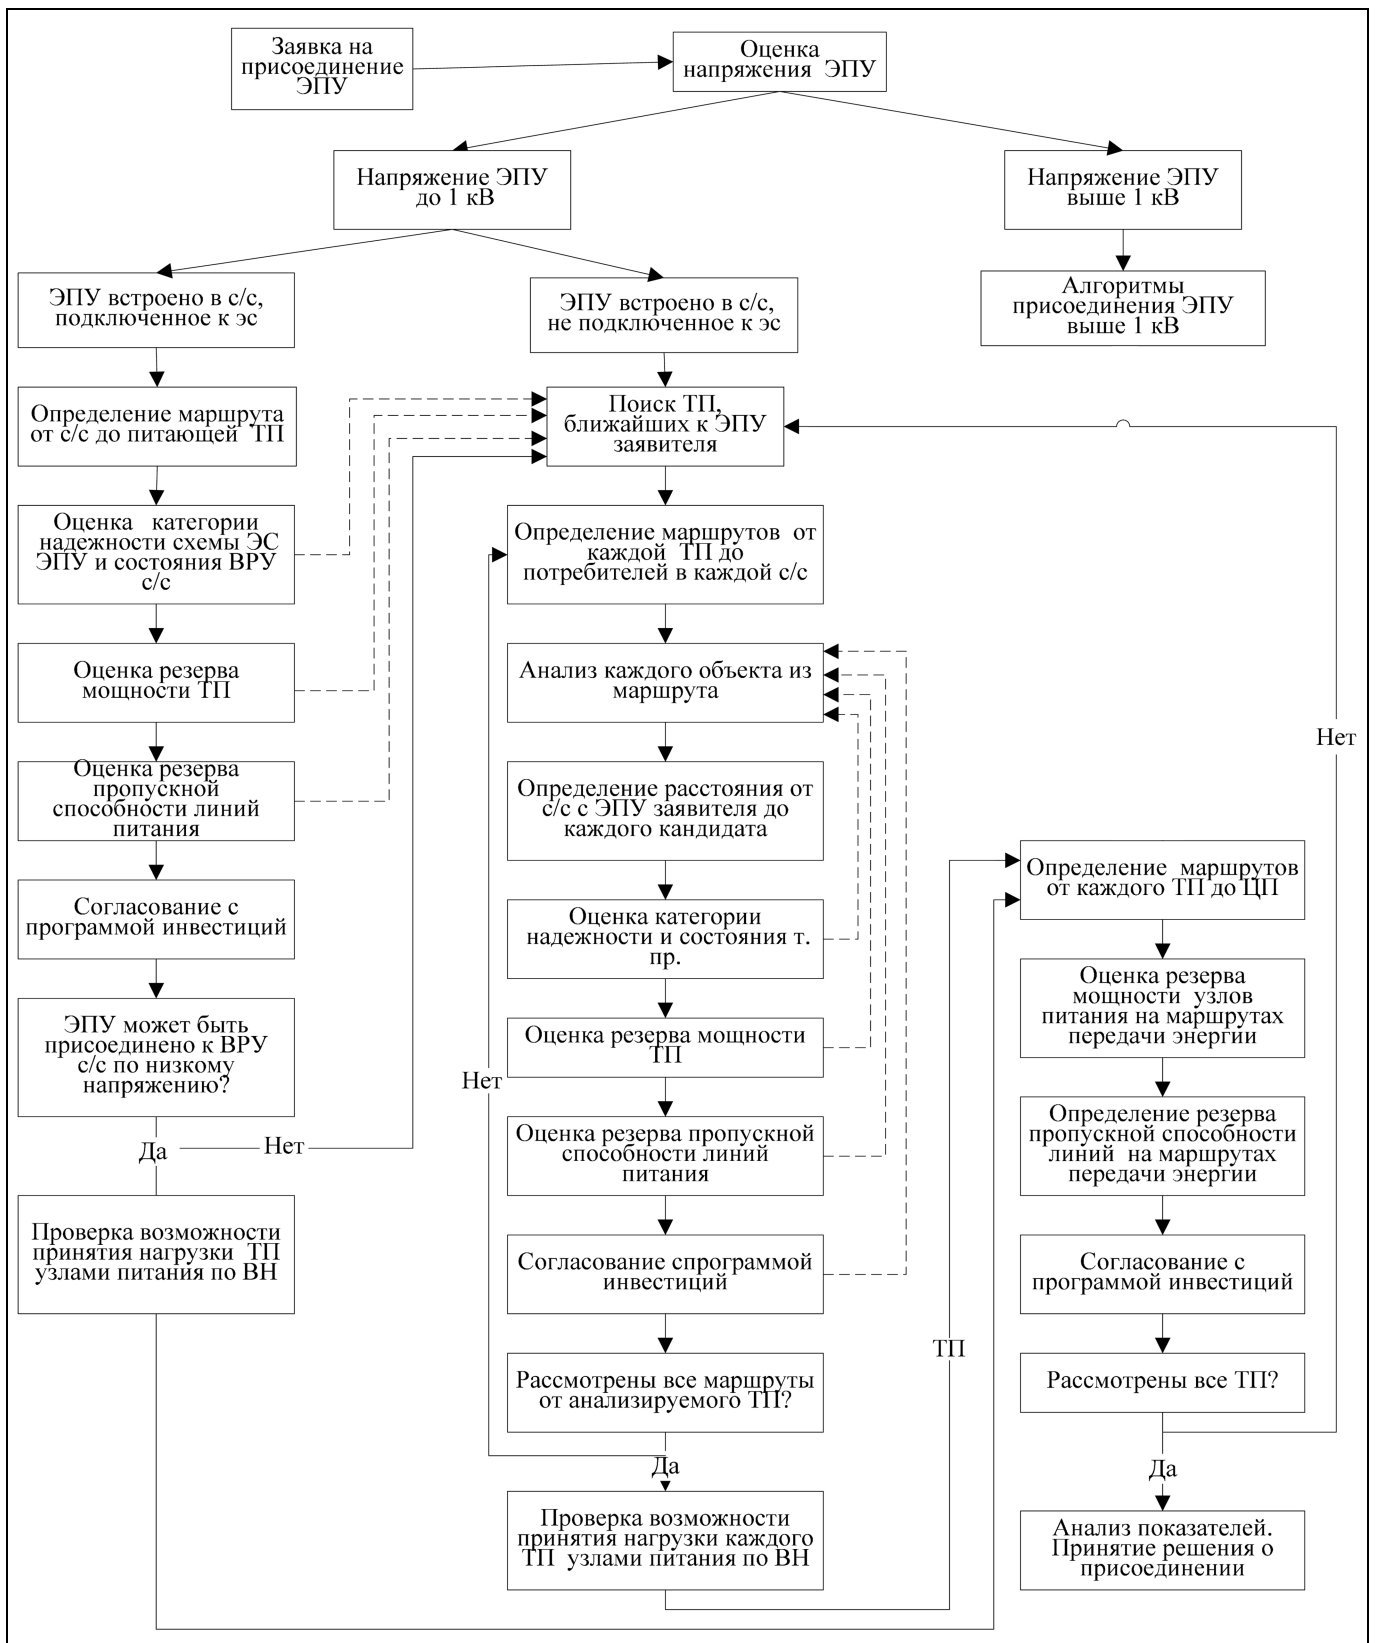 Заявка на
присоединение
ЭПУ
Оценка
напряжения ЭПУ
Напряжение ЭПУ
до 1 кВ
Напряжение ЭПУ
выше 1 кВ
ЭПУ встроено в с/с,
подключенное к эс
ЭПУ встроено в с/с,
не подключенное к эс
Алгоритмы
присоединения ЭПУ
выше 1 кВ
Определение маршрута
от с/с до питающей ТП
Оценка категории
надежности схемы ЭС
ЭПУ и состояния ВРУ
с/с
Оценка резерва
мощности ТП
Оценка резерва
пропускной
способности линий
питания
Согласование с
программой инвестиций
ЭПУ может быть
присоединено к ВРУ
с/с по низкому
напряжению?
Да
Нет
Проверка возможности
принятия нагрузки ТП
узлами питания по ВН
Поиск ТП,
ближайших к ЭПУ
заявителя
Определение маршрутов от
каждой ТП до
потребителей в каждой с/с
Анализ каждого объекта из
маршрута
Определение расстояния от
с/с с ЭПУ заявителя до
каждого кандидата
Оценка категории
надежности и состояния т.
пр.
Оценка резерва мощности
ТП
Нет
Оценка резерва пропускной
способности линий
питания
Согласование спрограммой
инвестиций
Рассмотрены все маршруты
от анализируемого ТП?
Да
Проверка возможности
принятия нагрузки каждого
ТП узлами питания по ВН
ТП
Определение маршрутов
от каждого ТП до ЦП
Оценка резерва
мощности узлов
питания на маршрутах
передачи энергии
Определение резерва
пропускной способности
линий на маршрутах
передачи энергии
Согласование с
программой инвестиций
Рассмотрены все ТП?
Нет
Да
Анализ показателей.
Принятие решения о
присоединении